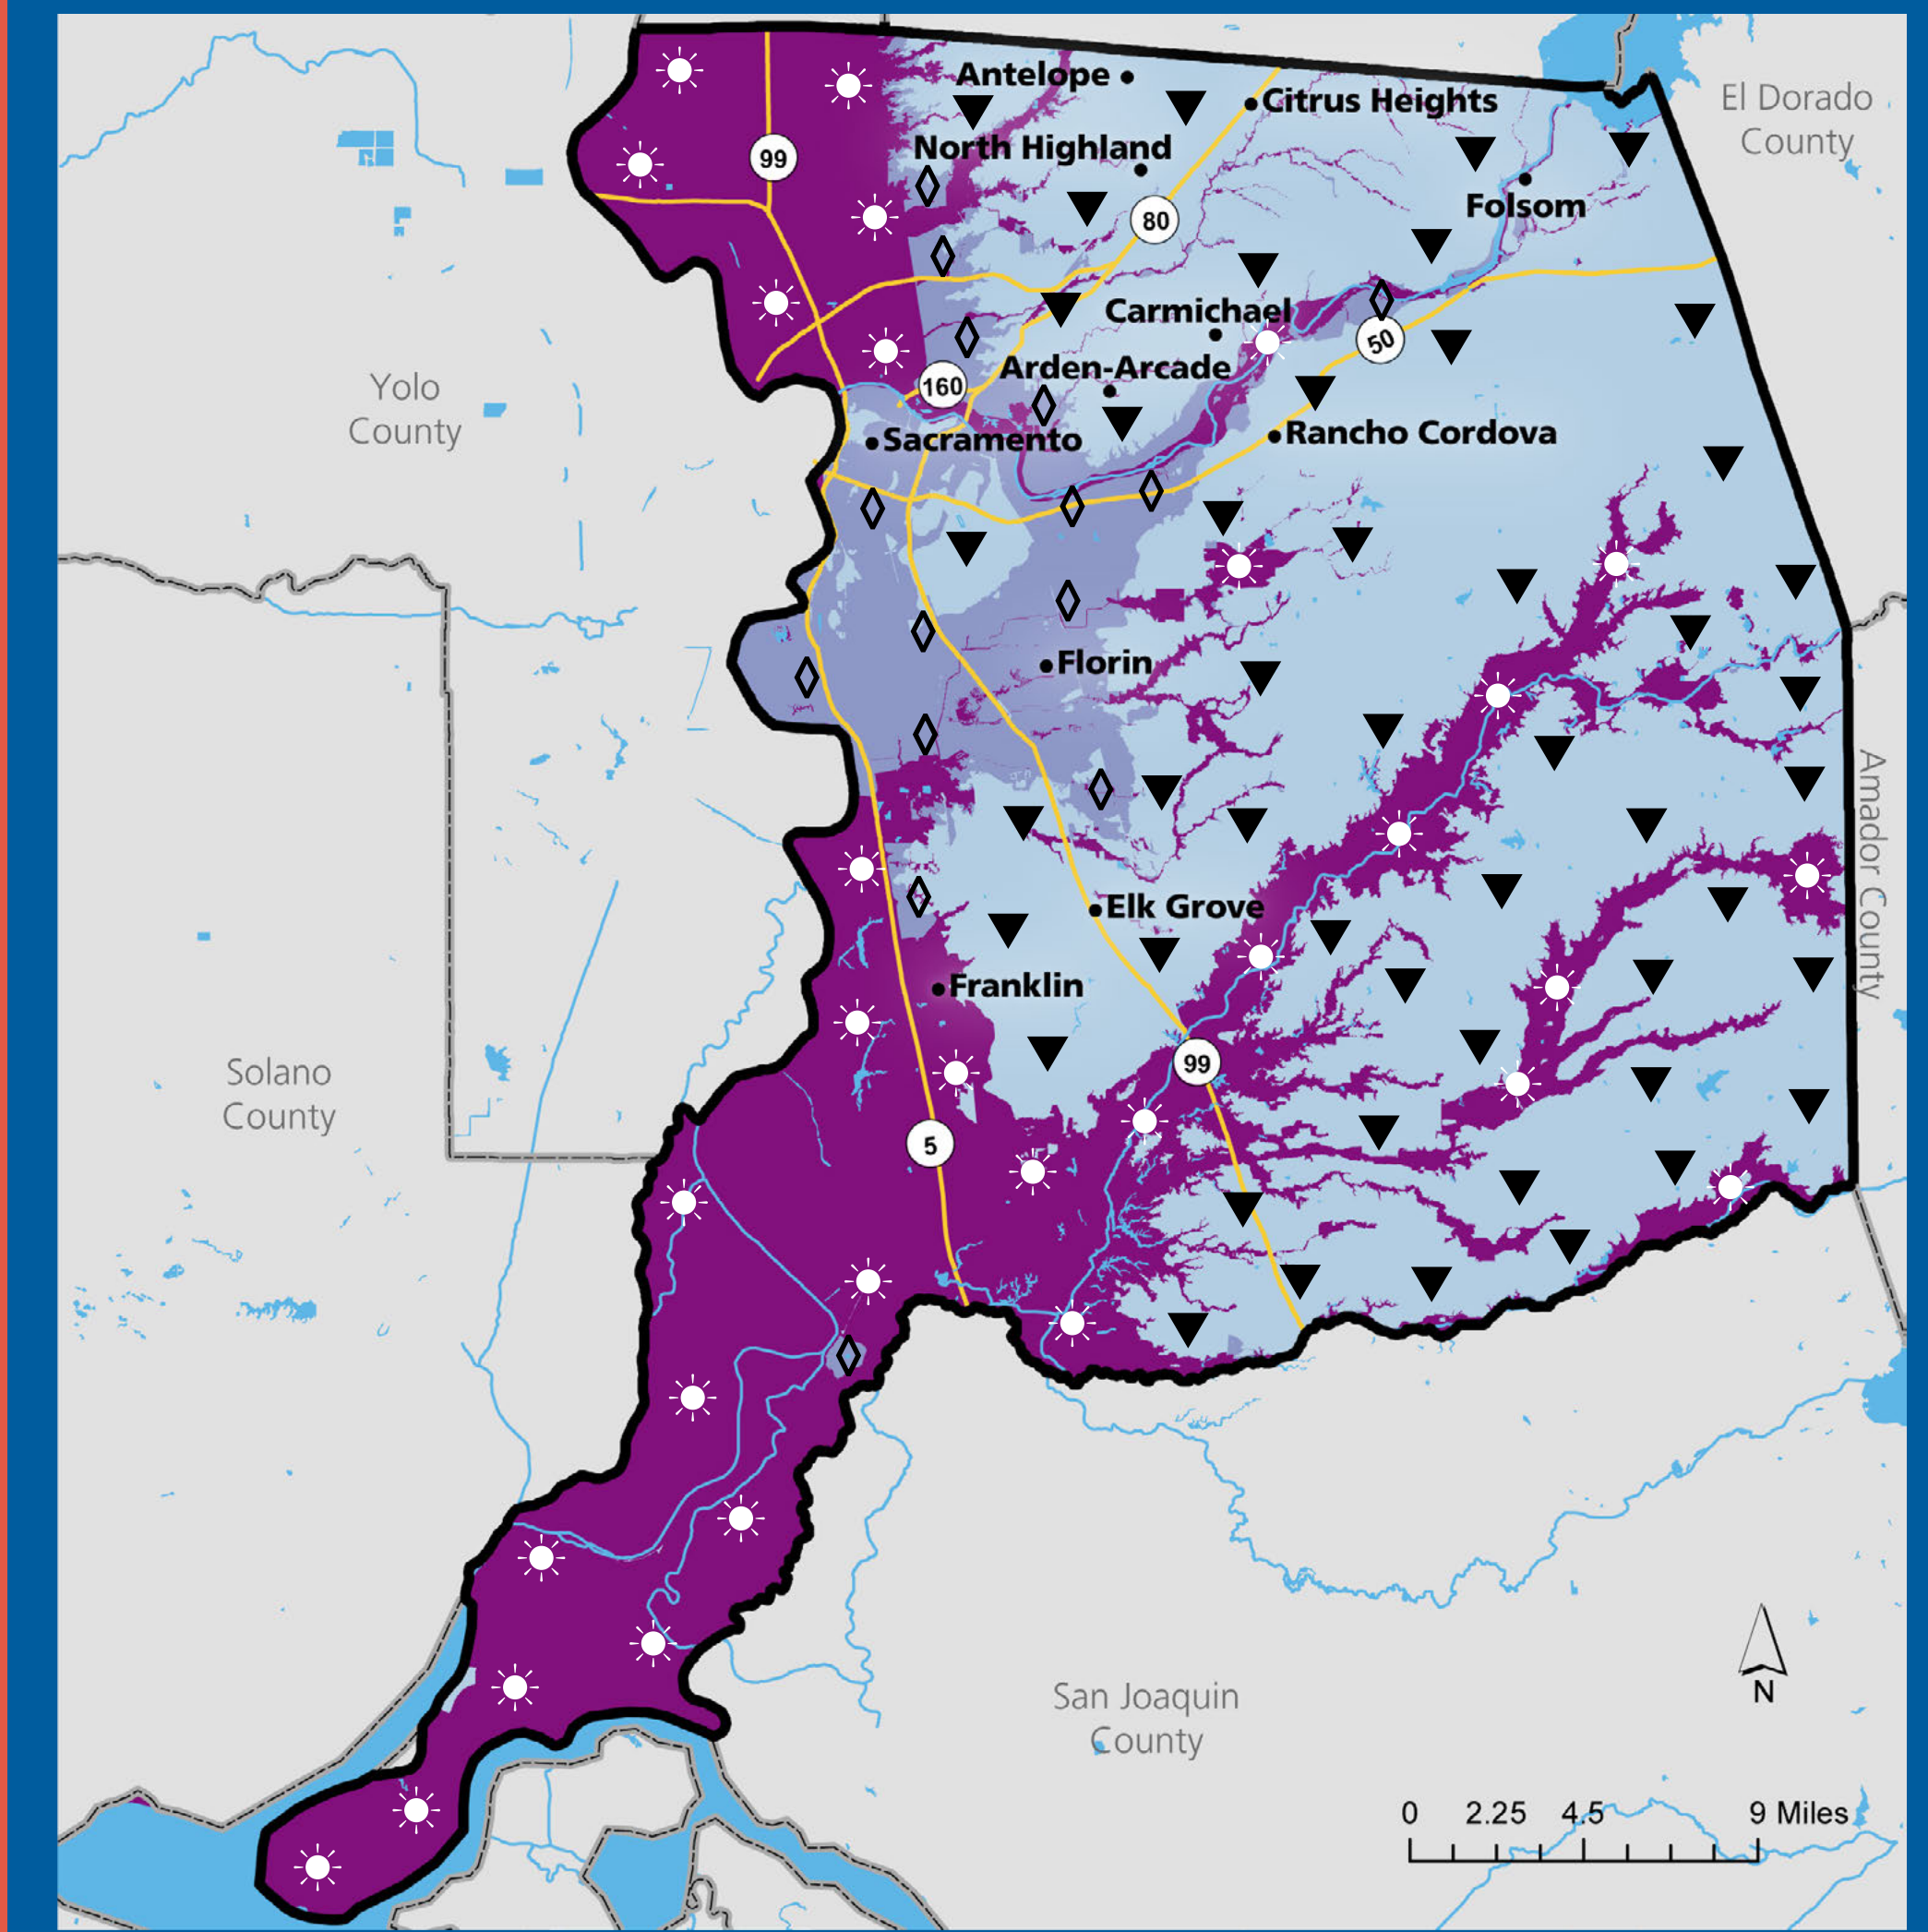 Antelope
Citrus Heights
El Dorado
County
North Highland
99
Folsom
80
Carmichael
50
Arden-Arcade
160
Yolo
County
Sacramento
Rancho Cordova
Florin
Amador County
Elk Grove
Franklin
Solano
County
99
5
San Joaquin
County
N
0 2.25 4.5 9 Miles